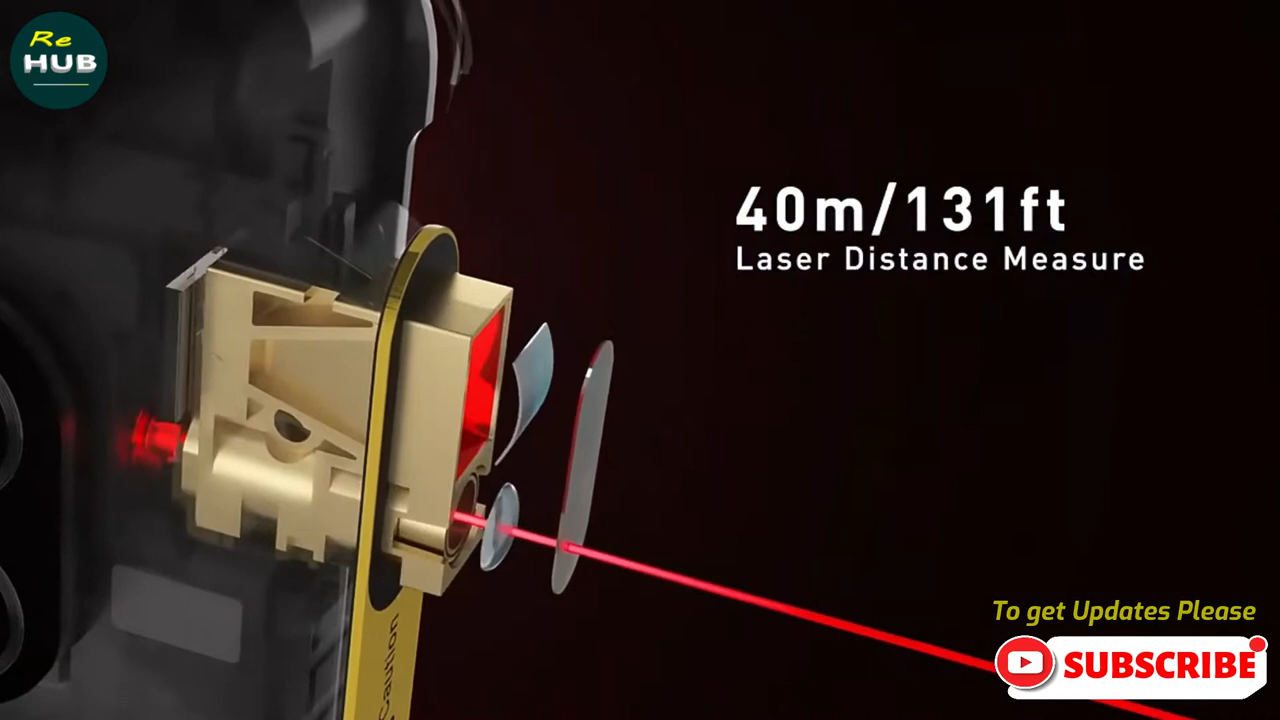 Re
HUB
40m/131ft
Laser Distance Measure
Caution
To get Updates Please
SUBSCRIBE